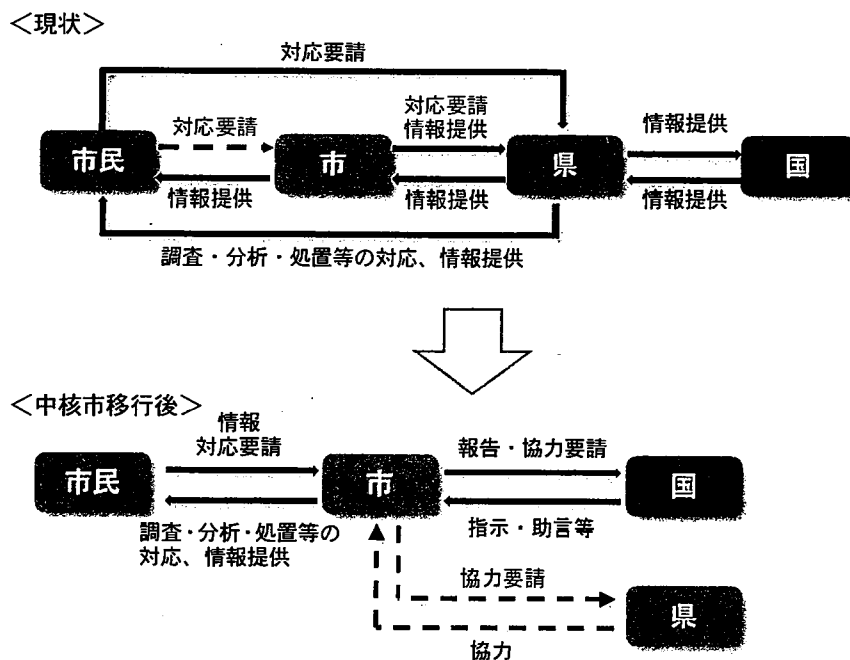 ＜現状＞
対応要請
対応要請
対応要請
情報提供
情報提供
市民
市
県
国
情報提供
情報提供
情報提供
調査・分析・処置等の対応、情報提供
＜中核市移行後＞
情報
対応要請
報告・協力要請
市民
市
国
調査・分析・処置等の
対応、情報提供
指示・助言等
協力要請
県
協力